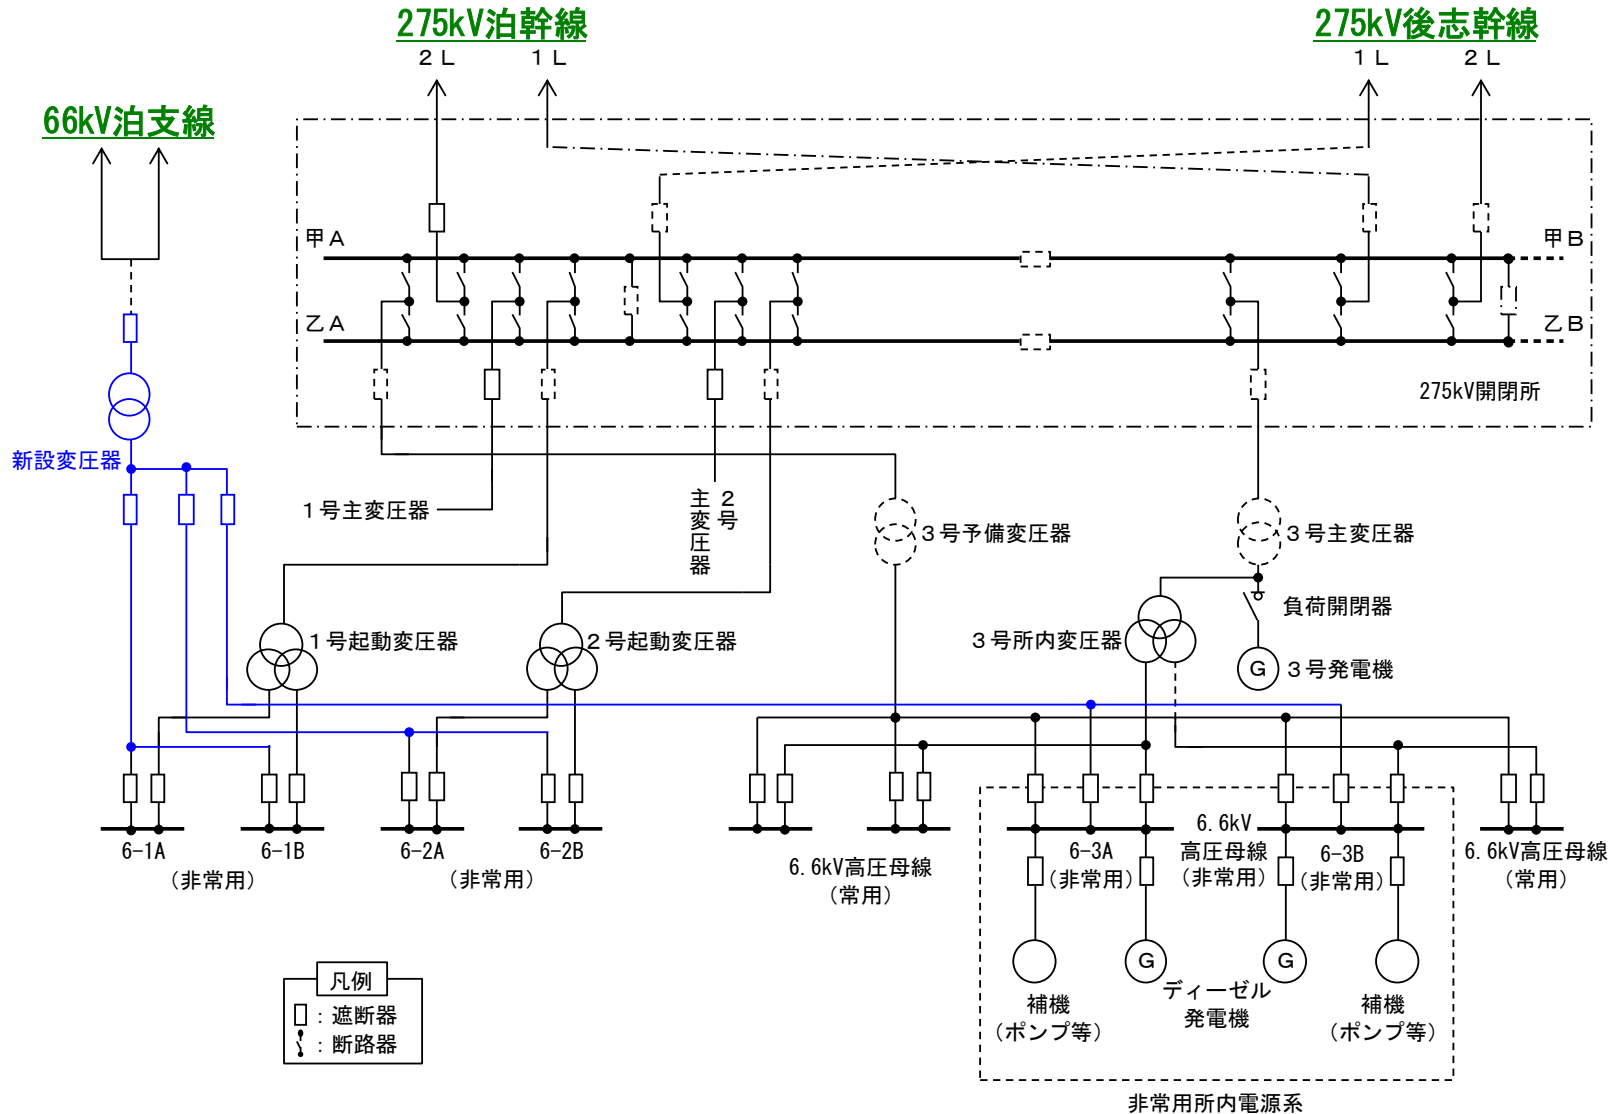 275kV泊幹線
275kV後志幹線
2L
1L
1L
2L
66kV泊支線
甲A
甲B
乙A
乙B
275kV開閉所
新設変圧器
1号主変圧器
2号
主変圧器
3号予備変圧器
3号主変圧器
負荷開閉器
1号起動変圧器
2号起動変圧器
3号所内変圧器
G
3号発電機
6-1A
6-1B
(非常用)
6-2A
6-2B
(非常用)
6.6kV高圧母線
(常用)
6-3A
(非常用)
6.6kV
高圧母線
(非常用)
6-3B
(非常用)
6.6kV高圧母線
(常用)
G
G
補機
(ポンプ等)
ディーゼル
発電機
補機
(ポンプ等)
凡例
:遮断器
:断路器
非常用所内電源系